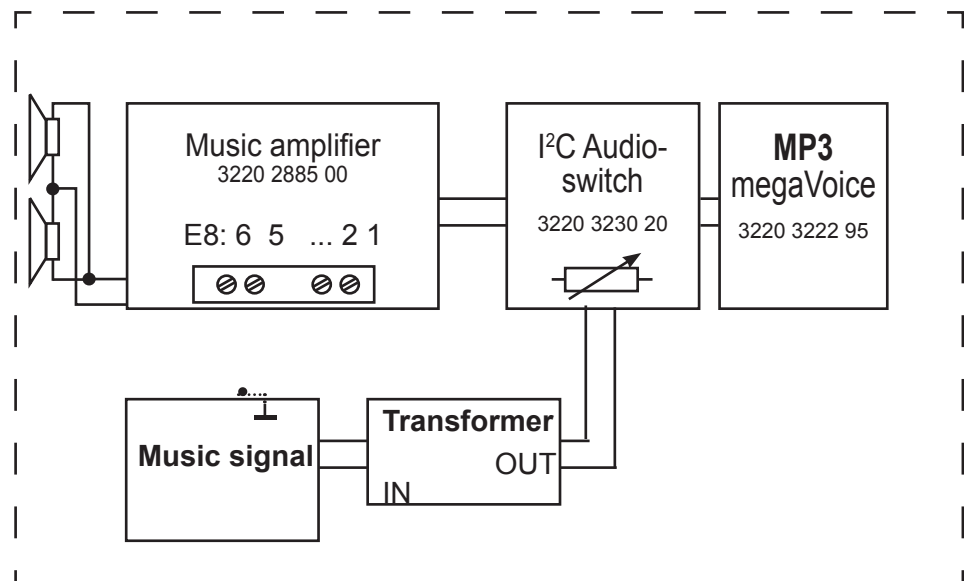 Music amplifier
3220 2885 00
E8: 6 5 ... 2 1
I²C Audio-
switch
3220 3230 20
MP3
megaVoice
3220 3222 95
Music signal
Transformer
OUT
IN